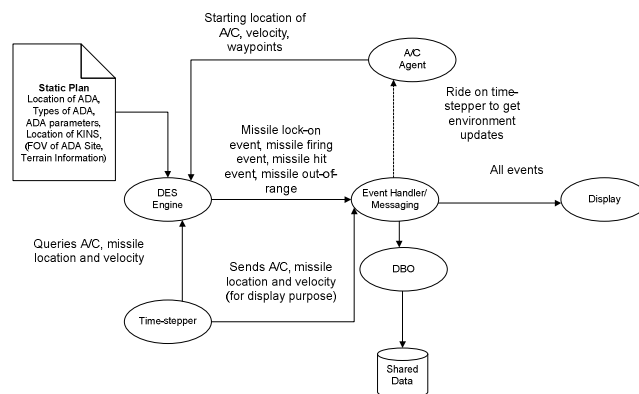 Starting location of
A/C, velocity,
waypoints
A/C
Agent
Static Plan
Location of ADA,
Types of ADA,
ADA parameters,
Location of KINS,
(FOV of ADA Site,
Terrain Information)
Ride on time-
stepper to get
environment
updates
Missile lock-on
event, missile firing
event, missile hit
event, missile out-of-
range
All events
DES
Engine
Event Handler/
Messaging
Display
Queries A/C, missile
location and velocity
Sends A/C, missile
location and velocity
(for display purpose)
DBO
Time-stepper
Shared
Data